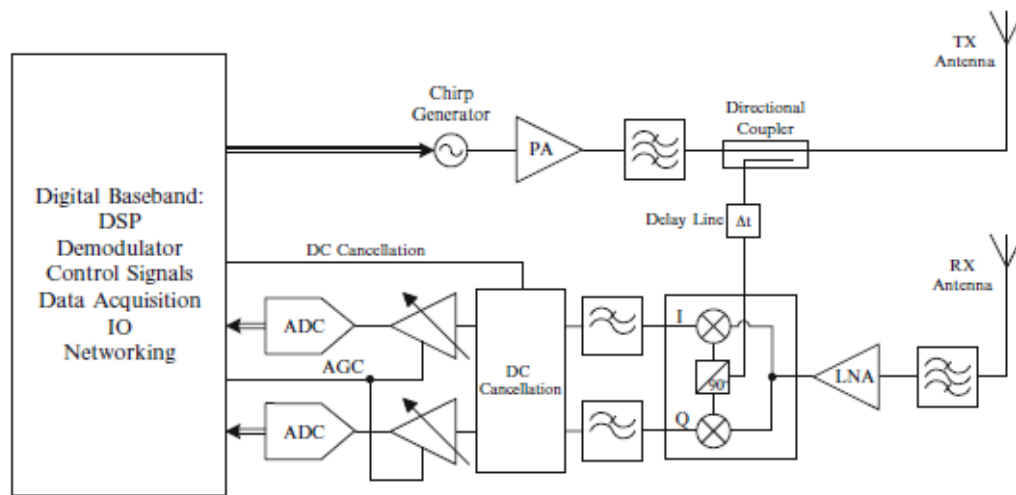 TX
Antenna
Chirp
Generator
Directional
Coupler
PA
Digital Baseband:
DSP
Demodulator
Control Signals
Data Acquisition
IO
Networking
Delay Line
Δt
DC Cancellation
RX
Antenna
ADC
I
AGC
DC
Cancellation
90°
LNA
ADC
Q